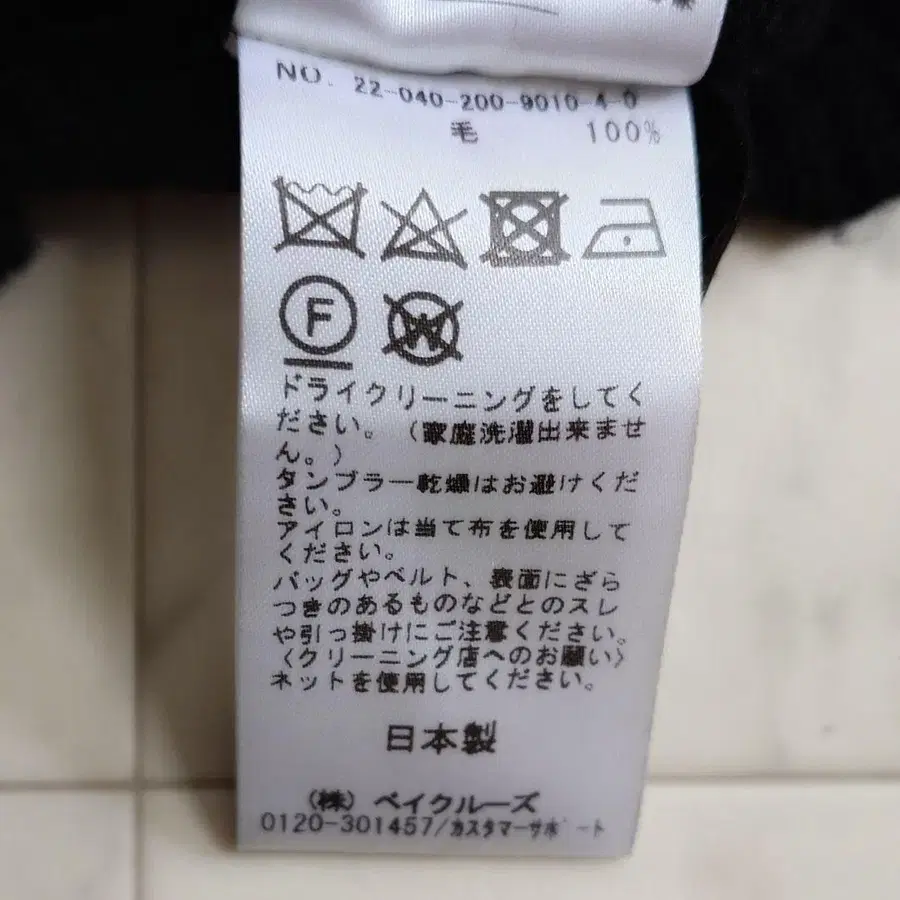 NO. 22-040-200-9010-4-0
毛 100%
F
W
ドライクリーニングをしてく
ださい。(家庭洗濯出来ませ
ん。)
タンブラー乾燥はお避けくだ
さい。
アイロンは当て布を使用して
ください。
バッグやベルト、表面にざら
つきのあるものなどとのスレ
や引っ掛けにご注意ください。
〈クリーニング店へのお願い〉
ネットを使用してください。
日本製
(株) ベイクルーズ
0120-301457/カスタマーサポート